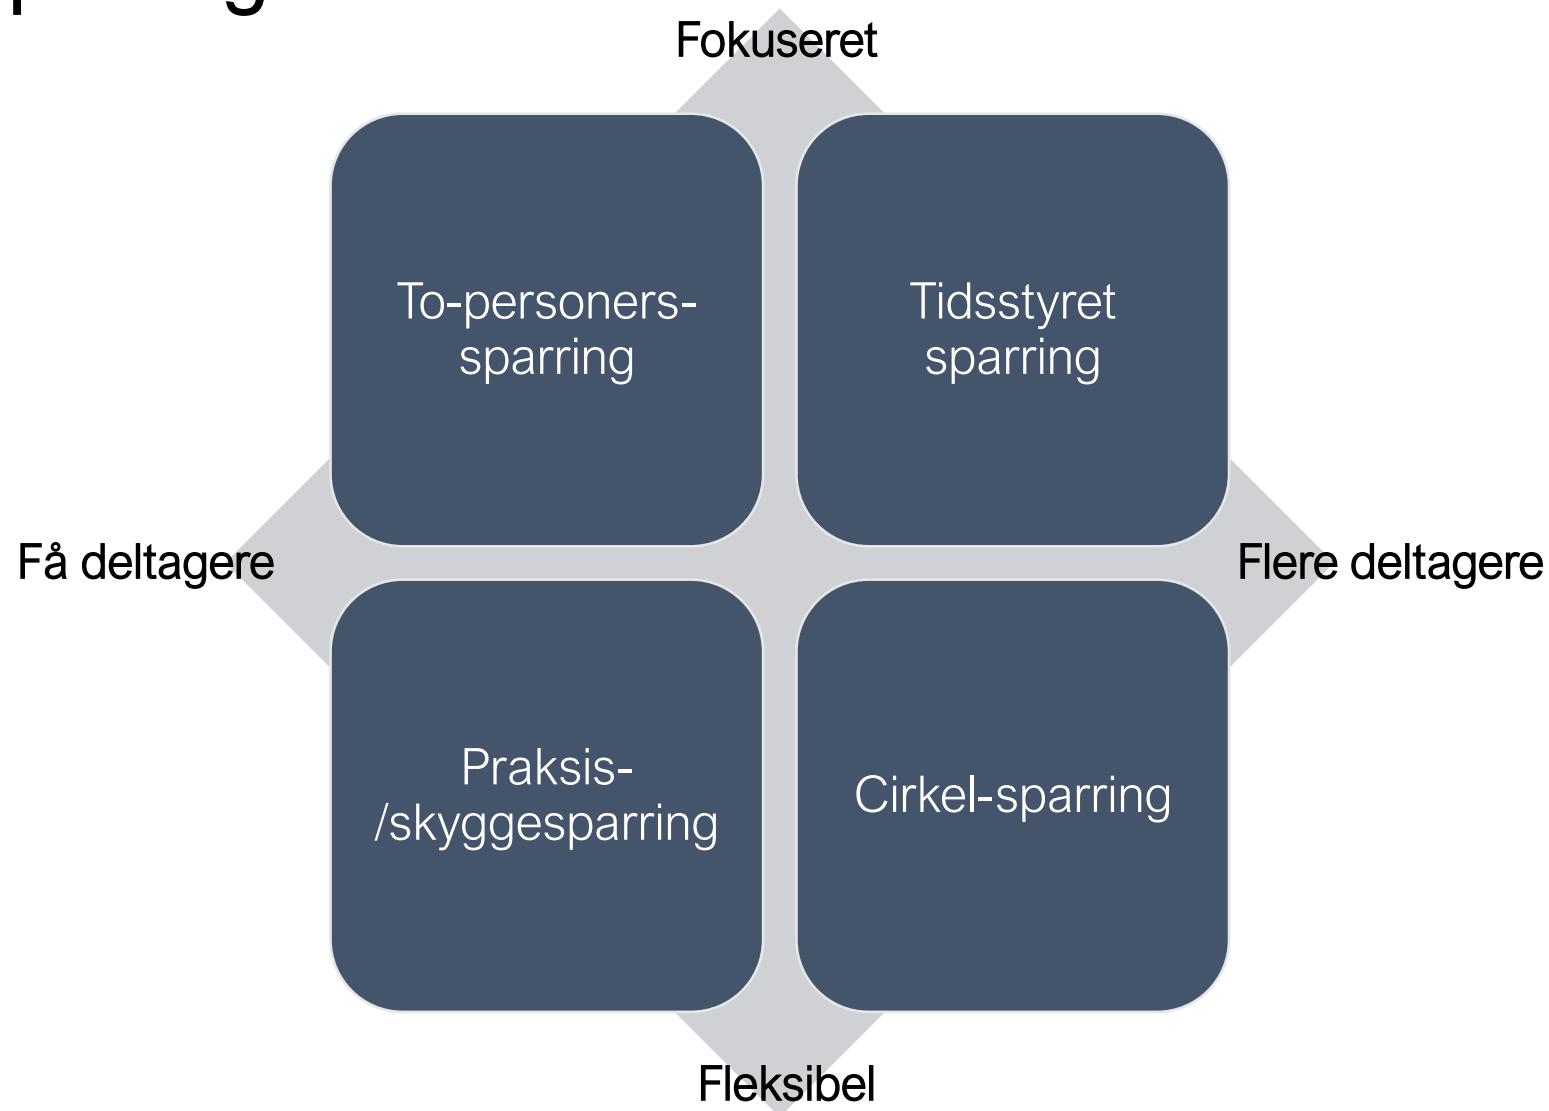 Fokuseret
To-personers-
sparring
Tidsstyret
sparring
Få deltagere
Flere deltagere
Praksis-
/skyggesparring
Cirkel-sparring
Fleksibel